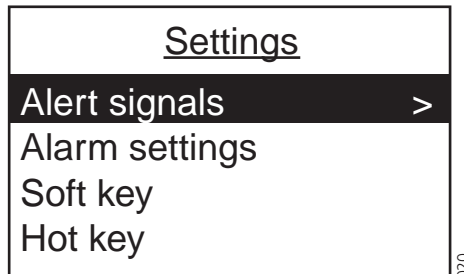 Settings
Alert signals >
Alarm settings
Soft key
Hot key